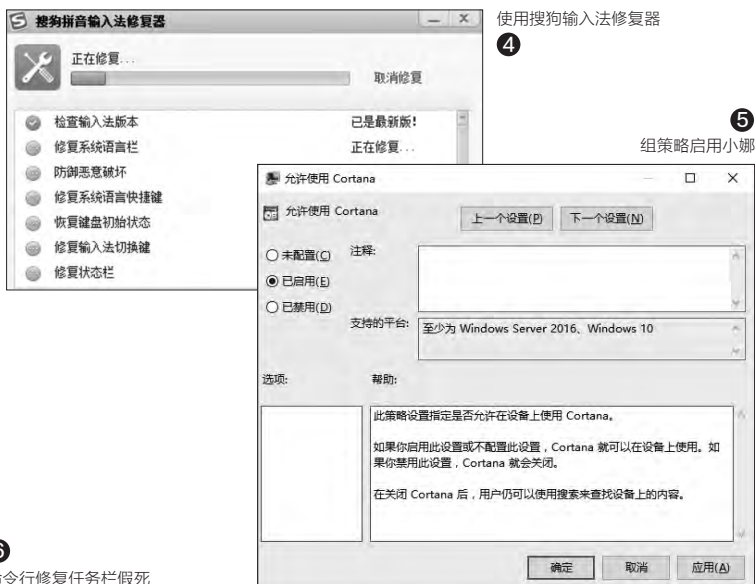 搜狗拼音输入法修复器
正在修复...
取消修复
检查输入法版本 已是最新版!
修复系统语言栏 正在修复...
防御恶意破坏
修复系统语言快捷键
恢复键盘初始状态
修复输入法切换键
修复状态栏
使用搜狗输入法修复器
❹
❺
组策略启用小娜
允许使用 Cortana
允许使用 Cortana
上一个设置(P) 下一个设置(N)
未配置(C) 注释:
已启用(E)
已禁用(D)
支持的平台: 至少为 Windows Server 2016、Windows 10
选项: 帮助:
此策略设置指定是否允许在设备上使用 Cortana。
如果你启用此设置或不配置此设置，Cortana 就可以在设备上使用。如
果你禁用此设置，Cortana 就会关闭。
在关闭 Cortana 后，用户仍可以使用搜索来查找设备上的内容。
确定 取消 应用(A)
❻
令行修复任务栏假死